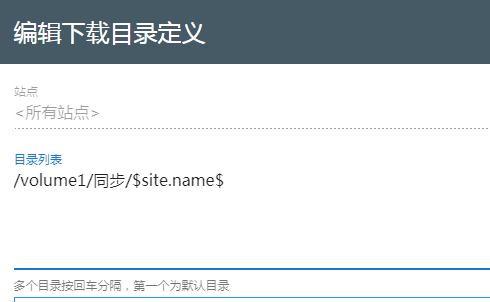 编辑下载目录定义
站点
<所有站点>
目录列表
/volume1/同步/$site.name$
多个目录按回车分隔，第一个为默认目录